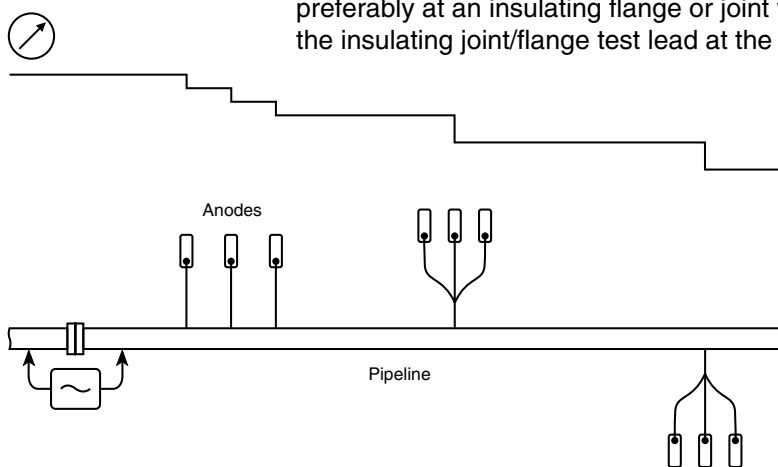 preferably at an insulating flange or joint
the insulating joint/flange test lead at the
Anodes
Pipeline